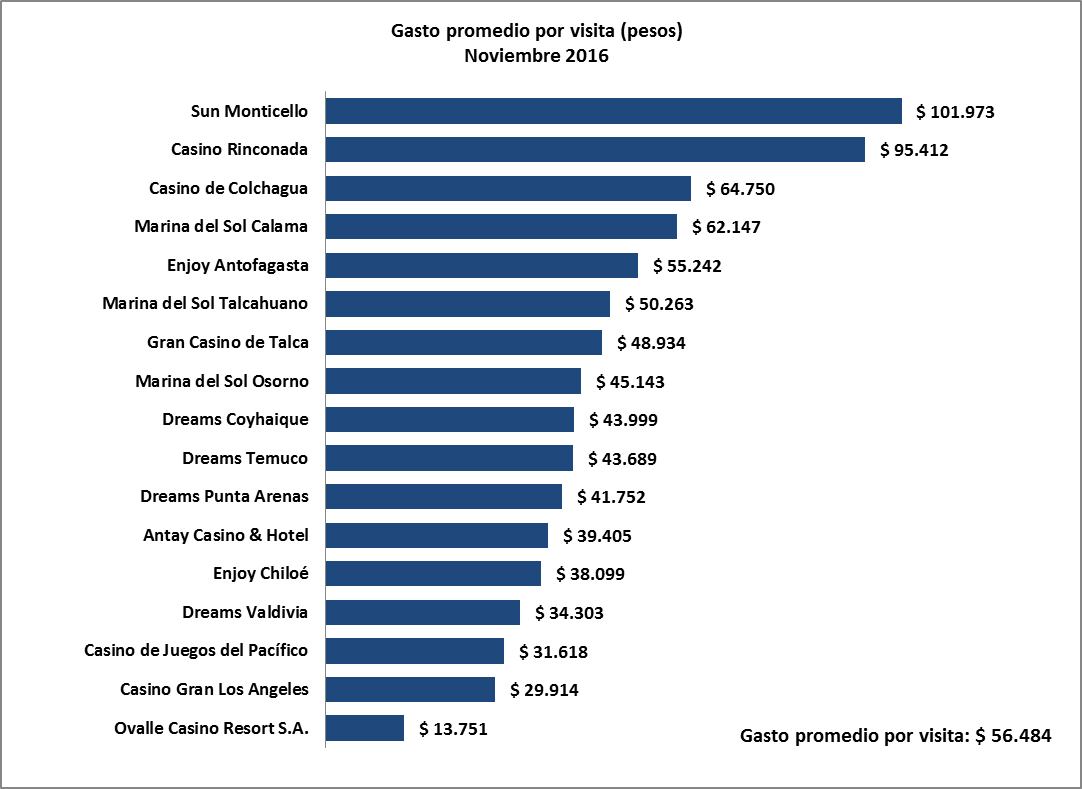 Gasto promedio por visita (pesos)
Noviembre 2016
Sun Monticello $ 101.973
Casino Rinconada $ 95.412
Casino de Colchagua $ 64.750
Marina del Sol Calama $ 62.147
Enjoy Antofagasta $ 55.242
Marina del Sol Talcahuano $ 50.263
Gran Casino de Talca $ 48.934
Marina del Sol Osorno $ 45.143
Dreams Coyhaique $ 43.999
Dreams Temuco $ 43.689
Dreams Punta Arenas $ 41.752
Antay Casino & Hotel $ 39.405
Enjoy Chiloé $ 38.099
Dreams Valdivia $ 34.303
Casino de Juegos del Pacífico $ 31.618
Casino Gran Los Angeles $ 29.914
Ovalle Casino Resort S.A. $ 13.751
Gasto promedio por visita: $ 56.484